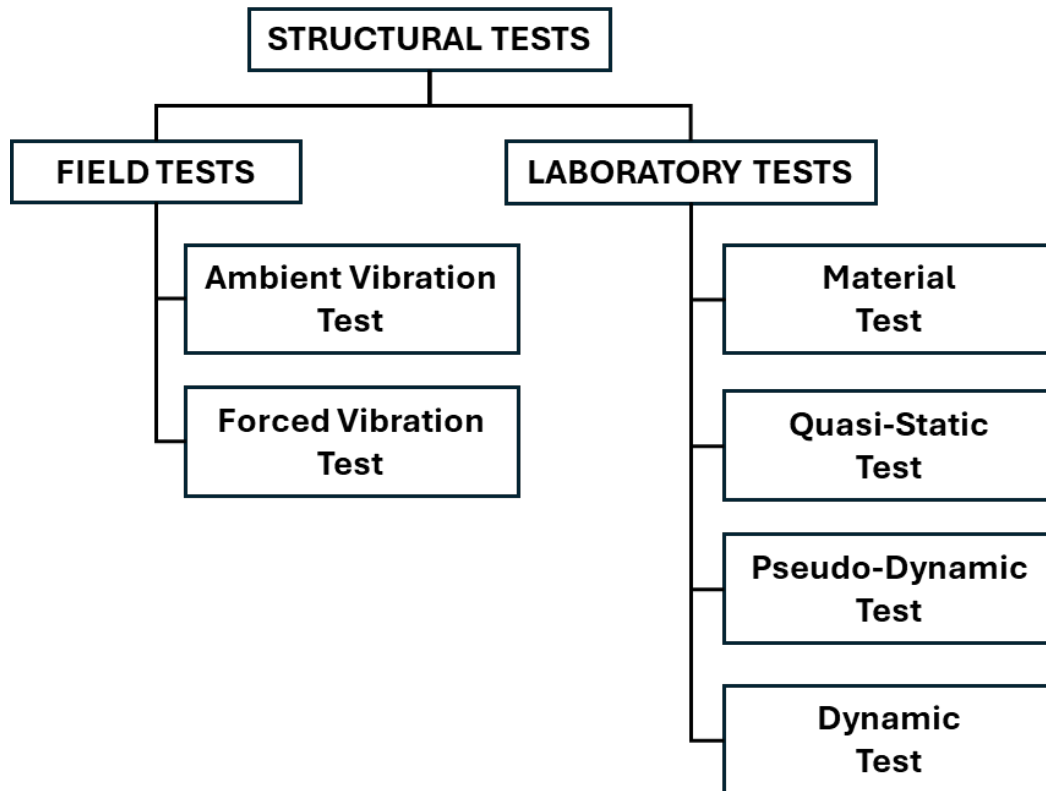 STRUCTURAL TESTS
FIELD TESTS
LABORATORY TESTS
Ambient Vibration
Test
Forced Vibration
Test
Material
Test
Quasi-Static
Test
Pseudo-Dynamic
Test
Dynamic
Test